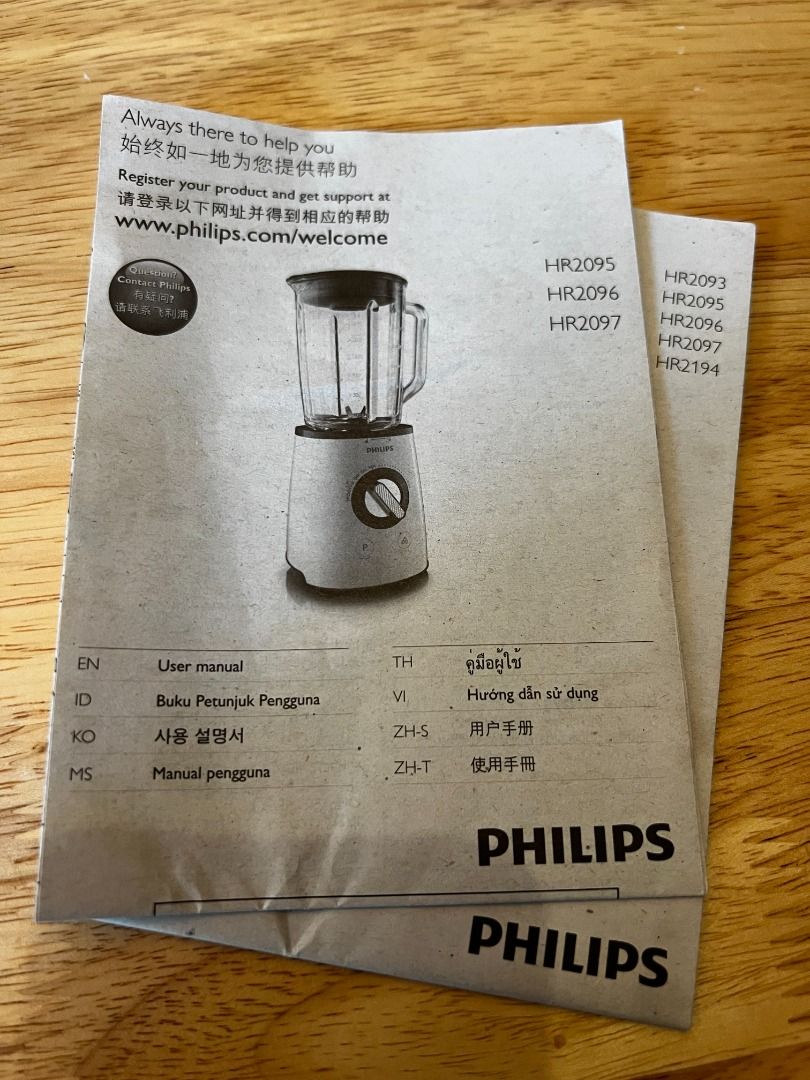 Always there to help you
始终如一地为您提供帮助
Register your product and get support at
请登录以下网址并得到相应的帮助
www.philips.com/welcome
Question?
Contact Philips
有疑问?
请联系飞利浦
HR2095
HR2096
HR2097
HR2093
HR2095
HR2096
HR2097
HR2194
PHILIPS
P
EN User manual
ID Buku Petunjuk Pengguna
KO 사용 설명서
MS Manual pengguna
TH คู่มือผู้ใช้
VI Hướng dẫn sử dụng
ZH-S 用户手册
ZH-T 使用手冊
PHILIPS
PHILIPS